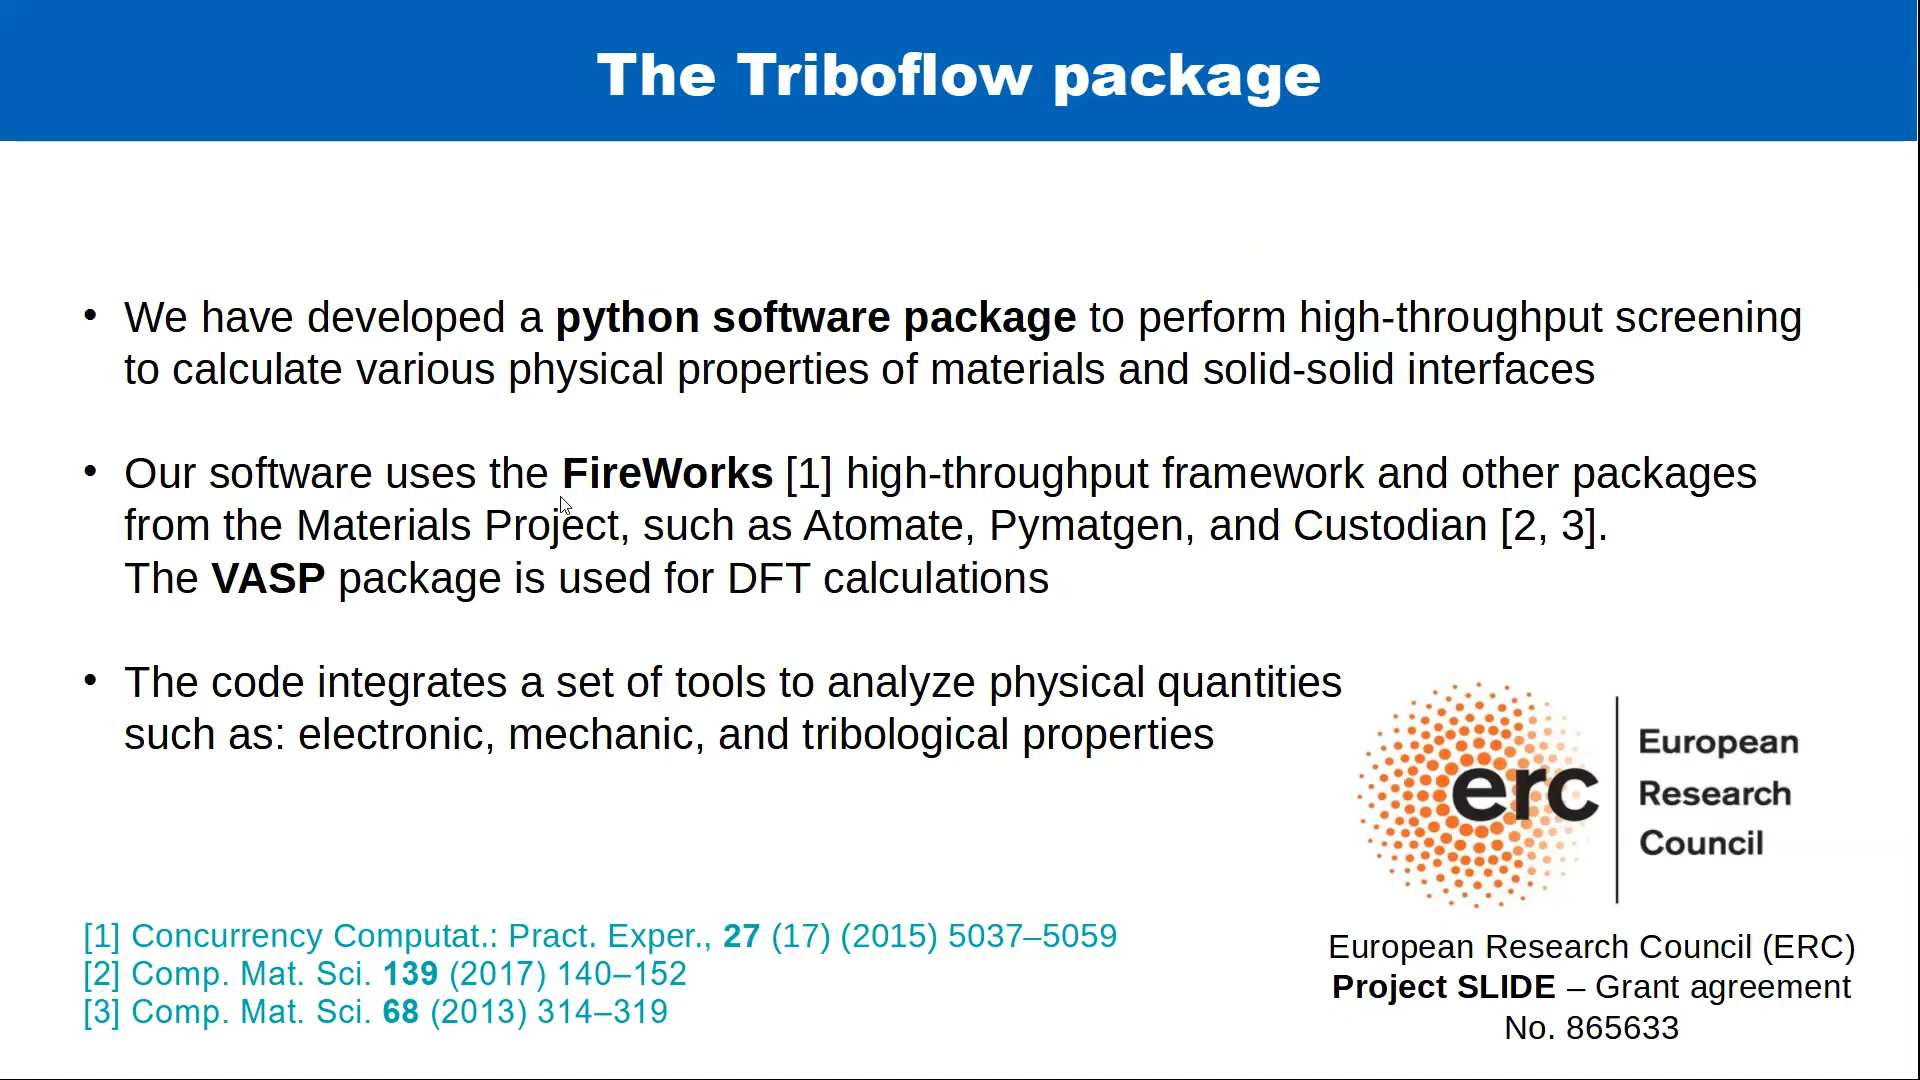 The Triboflow package
• We have developed a python software package to perform high-throughput screening
to calculate various physical properties of materials and solid-solid interfaces
• Our software uses the FireWorks [1] high-throughput framework and other packages
from the Materials Project, such as Atomate, Pymatgen, and Custodian [2, 3].
The VASP package is used for DFT calculations
• The code integrates a set of tools to analyze physical quantities
such as: electronic, mechanic, and tribological properties
erc
European
Research
Council
[1] Concurrency Computat.: Pract. Exper., 27 (17) (2015) 5037–5059
[2] Comp. Mat. Sci. 139 (2017) 140–152
[3] Comp. Mat. Sci. 68 (2013) 314–319
European Research Council (ERC)
Project SLIDE – Grant agreement
No. 865633